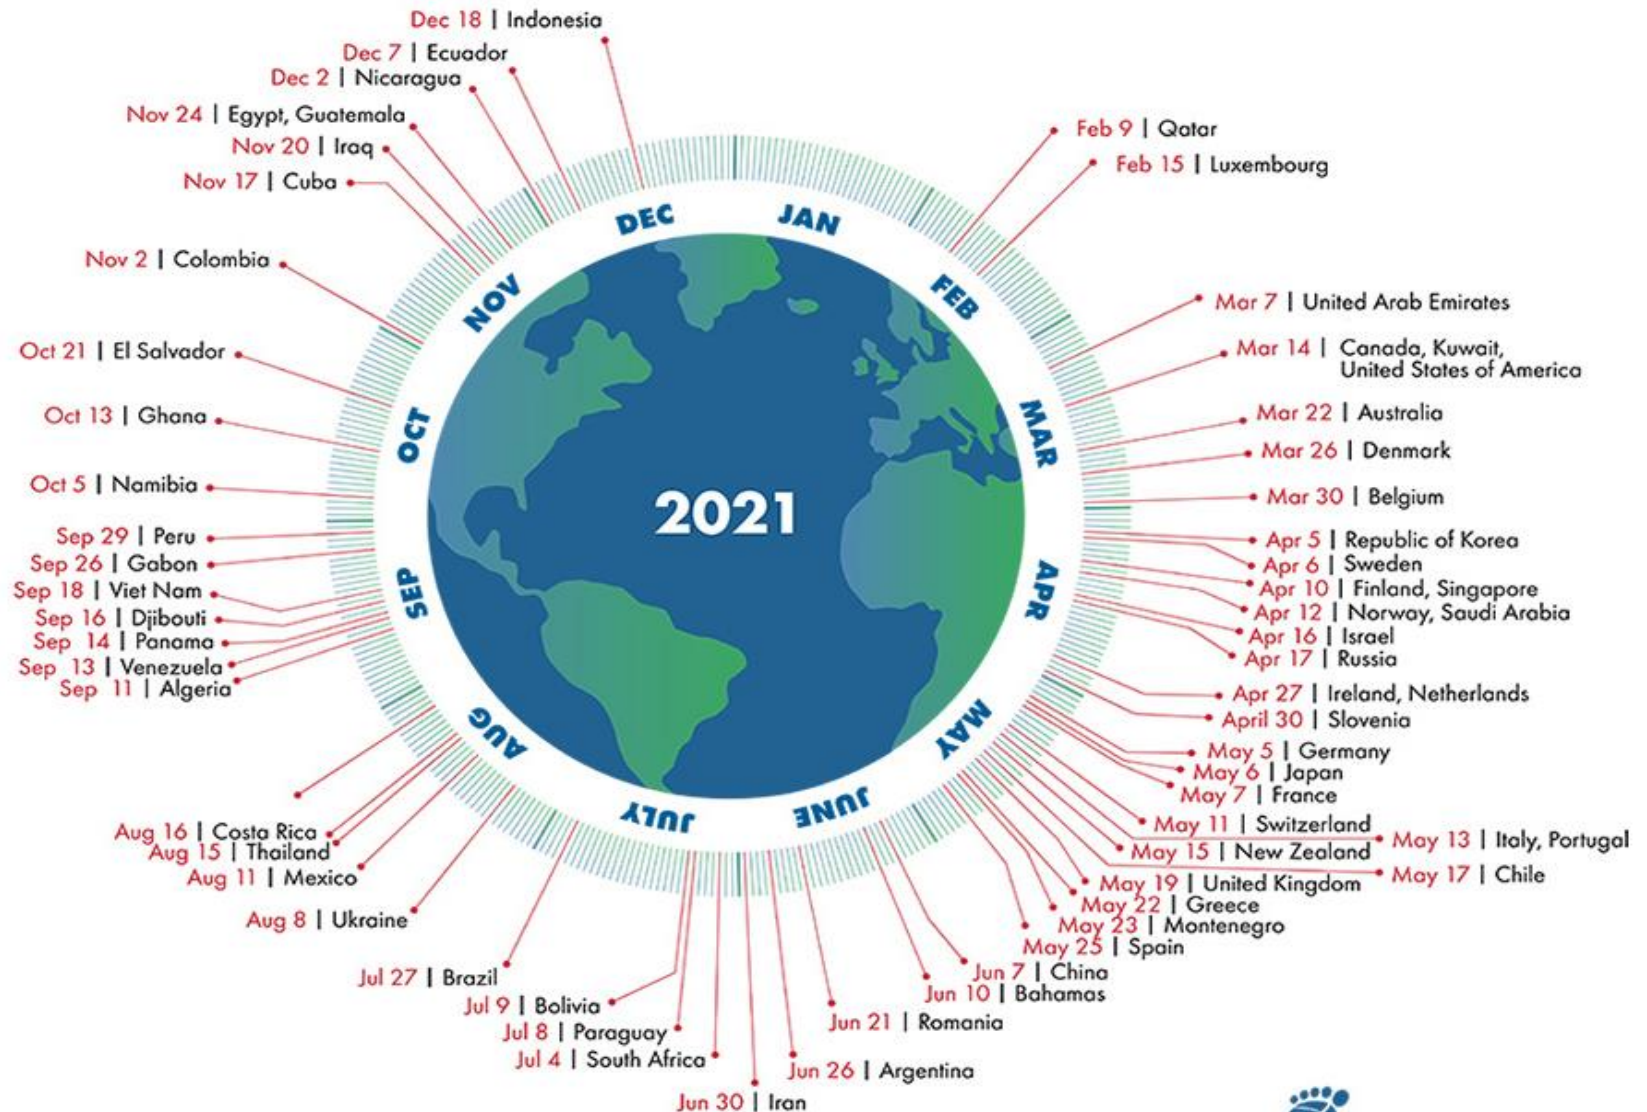 Dec 18 | Indonesia
Dec 7 | Ecuador
Dec 2 | Nicaragua
Nov 24 | Egypt, Guatemala
Nov 20 | Iraq
Nov 17 | Cuba
Nov 2 | Colombia
Oct 21 | El Salvador
Oct 13 | Ghana
Oct 5 | Namibia
Sep 29 | Peru
Sep 26 | Gabon
Sep 18 | Viet Nam
Sep 16 | Djibouti
Sep 14 | Panama
Sep 13 | Venezuela
Sep 11 | Algeria
Aug 16 | Costa Rica
Aug 15 | Thailand
Aug 11 | Mexico
Aug 8 | Ukraine
Jul 27 | Brazil
Jul 9 | Bolivia
Jul 8 | Paraguay
Jul 4 | South Africa
Jun 30 | Iran
JAN
FEB
MAR
APR
MAY
JUNE
JULY
AUG
SEP
OCT
NOV
DEC
2021
Feb 9 | Qatar
Feb 15 | Luxembourg
Mar 7 | United Arab Emirates
Mar 14 | Canada, Kuwait,
United States of America
Mar 22 | Australia
Mar 26 | Denmark
Mar 30 | Belgium
Apr 5 | Republic of Korea
Apr 6 | Sweden
Apr 10 | Finland, Singapore
Apr 12 | Norway, Saudi Arabia
Apr 16 | Israel
Apr 17 | Russia
Apr 27 | Ireland, Netherlands
April 30 | Slovenia
May 5 | Germany
May 6 | Japan
May 7 | France
May 11 | Switzerland
May 13 | Italy, Portugal
May 15 | New Zealand
May 17 | Chile
May 19 | United Kingdom
May 22 | Greece
May 23 | Montenegro
May 25 | Spain
Jun 7 | China
Jun 10 | Bahamas
Jun 21 | Romania
Jun 26 | Argentina